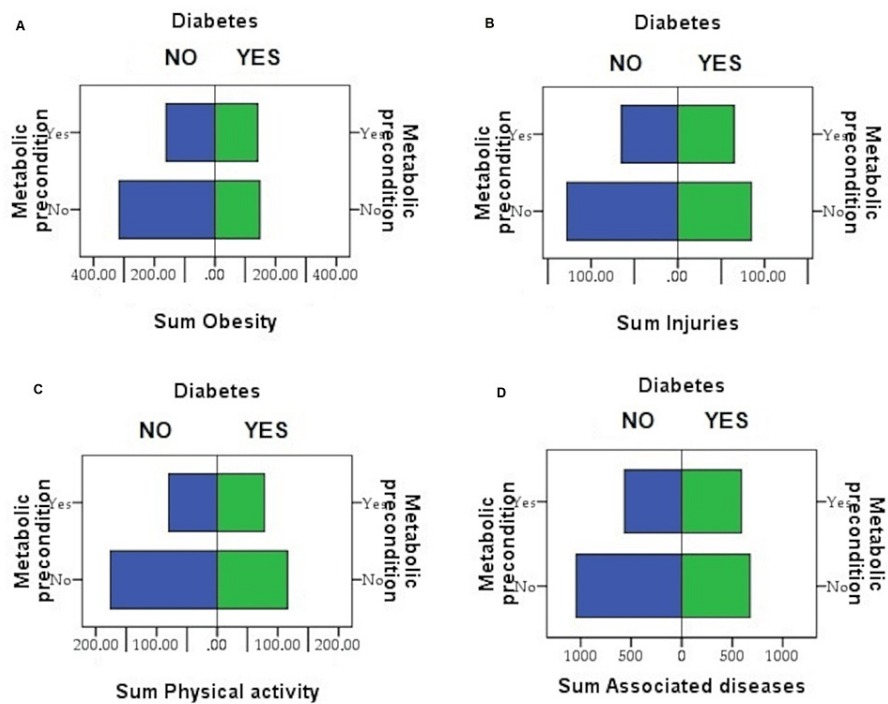 A
Diabetes
NO YES
Metabolic precondition
Yes
No
Yes
No
Metabolic precondition
400.00 200.00 .00 200.00 400.00
Sum Obesity
B
Diabetes
NO YES
Metabolic precondition
Yes
No
Yes
No
Metabolic precondition
100.00 .00 100.00
Sum Injuries
C
Diabetes
NO YES
Metabolic precondition
Yes
No
Yes
No
Metabolic precondition
200.00 100.00 .00 100.00 200.00
Sum Physical activity
D
Diabetes
NO YES
Metabolic precondition
Yes
No
Yes
No
Metabolic precondition
1000 500 0 500 1000
Sum Associated diseases